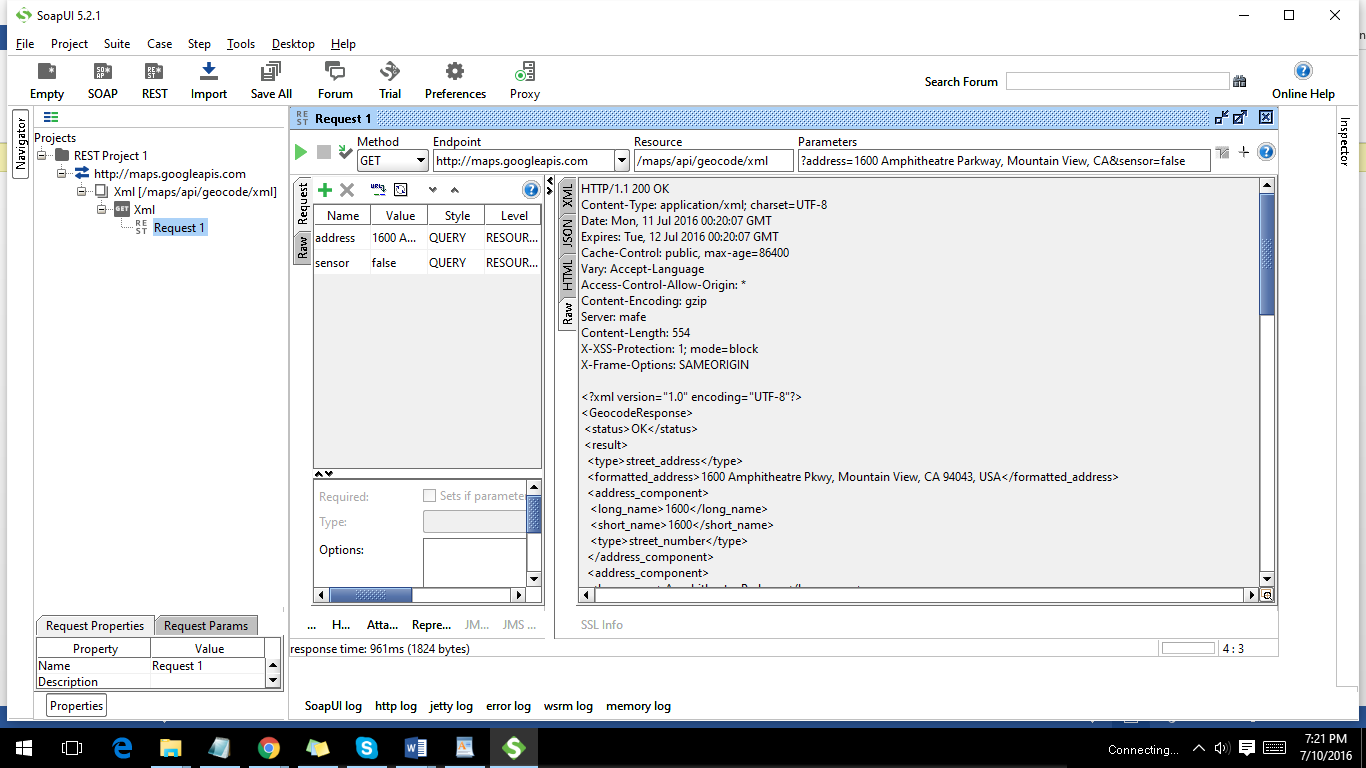 SoapUI 5.2.1
File Project Suite Case Step Tools Desktop Help
Empty SOAP REST Import Save All Forum Trial Preferences Proxy
Search Forum
Online Help
Navigator
Projects
REST Project 1
http://maps.googleapis.com
Xml [/maps/api/geocode/xml]
GET Xml
REST Request 1
Request Properties Request Params
Property Value
Name Request 1
Description
Properties
REST Request 1
Method Endpoint Resource Parameters
GET http://maps.googleapis.com /maps/api/geocode/xml ?address=1600 Amphitheatre Parkway, Mountain View, CA&sensor=false
Request
Raw
Name Value Style Level
address 1600 A... QUERY RESOUR...
sensor false QUERY RESOUR...
Required: Sets if parameter
Type:
Options:
... H... Atta... Repre... JM... JMS ...
XML
JSON
HTML
Raw
HTTP/1.1 200 OK
Content-Type: application/xml; charset=UTF-8
Date: Mon, 11 Jul 2016 00:20:07 GMT
Expires: Tue, 12 Jul 2016 00:20:07 GMT
Cache-Control: public, max-age=86400
Vary: Accept-Language
Access-Control-Allow-Origin: *
Content-Encoding: gzip
Server: mafe
Content-Length: 554
X-XSS-Protection: 1; mode=block
X-Frame-Options: SAMEORIGIN
<?xml version="1.0" encoding="UTF-8"?>
<GeocodeResponse>
<status>OK</status>
<result>
<type>street_address</type>
<formatted_address>1600 Amphitheatre Pkwy, Mountain View, CA 94043, USA</formatted_address>
<address_component>
<long_name>1600</long_name>
<short_name>1600</short_name>
<type>street_number</type>
</address_component>
<address_component>
SSL Info
response time: 961ms (1824 bytes)
4 : 3
Inspector
SoapUI log http log jetty log error log wsrm log memory log
Connecting...
7:21 PM
7/10/2016